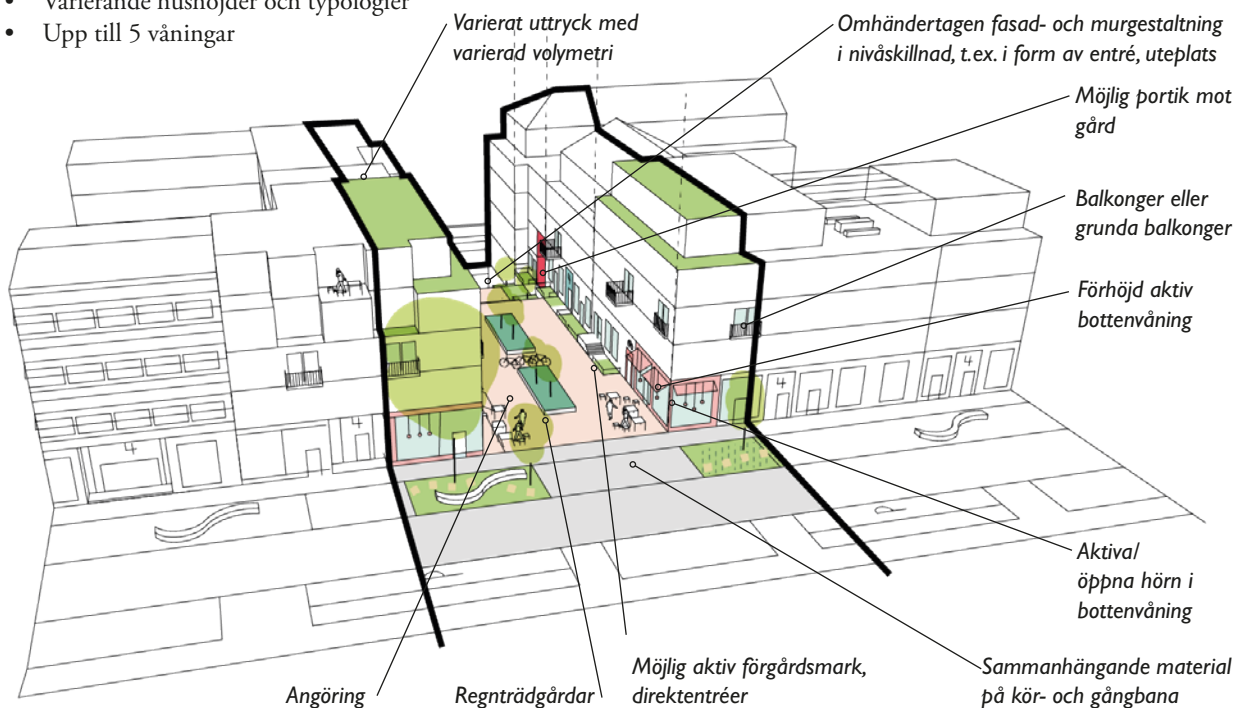 • Varierande hushöjder och typologier
• Upp till 5 våningar
Varierat uttryck med
varierad volymetri
Omhändertagen fasad- och murgestaltning
i nivåskillnad, t.ex. i form av entré, uteplats
Möjlig portik mot
gård
Balkonger eller
grunda balkonger
Förhöjd aktiv
bottenvåning
Aktiva/
öppna hörn i
bottenvåning
Sammanhängande material
på kör- och gångbana
Möjlig aktiv förgårdsmark,
direktentréer
Regnträdgårdar
Angöring